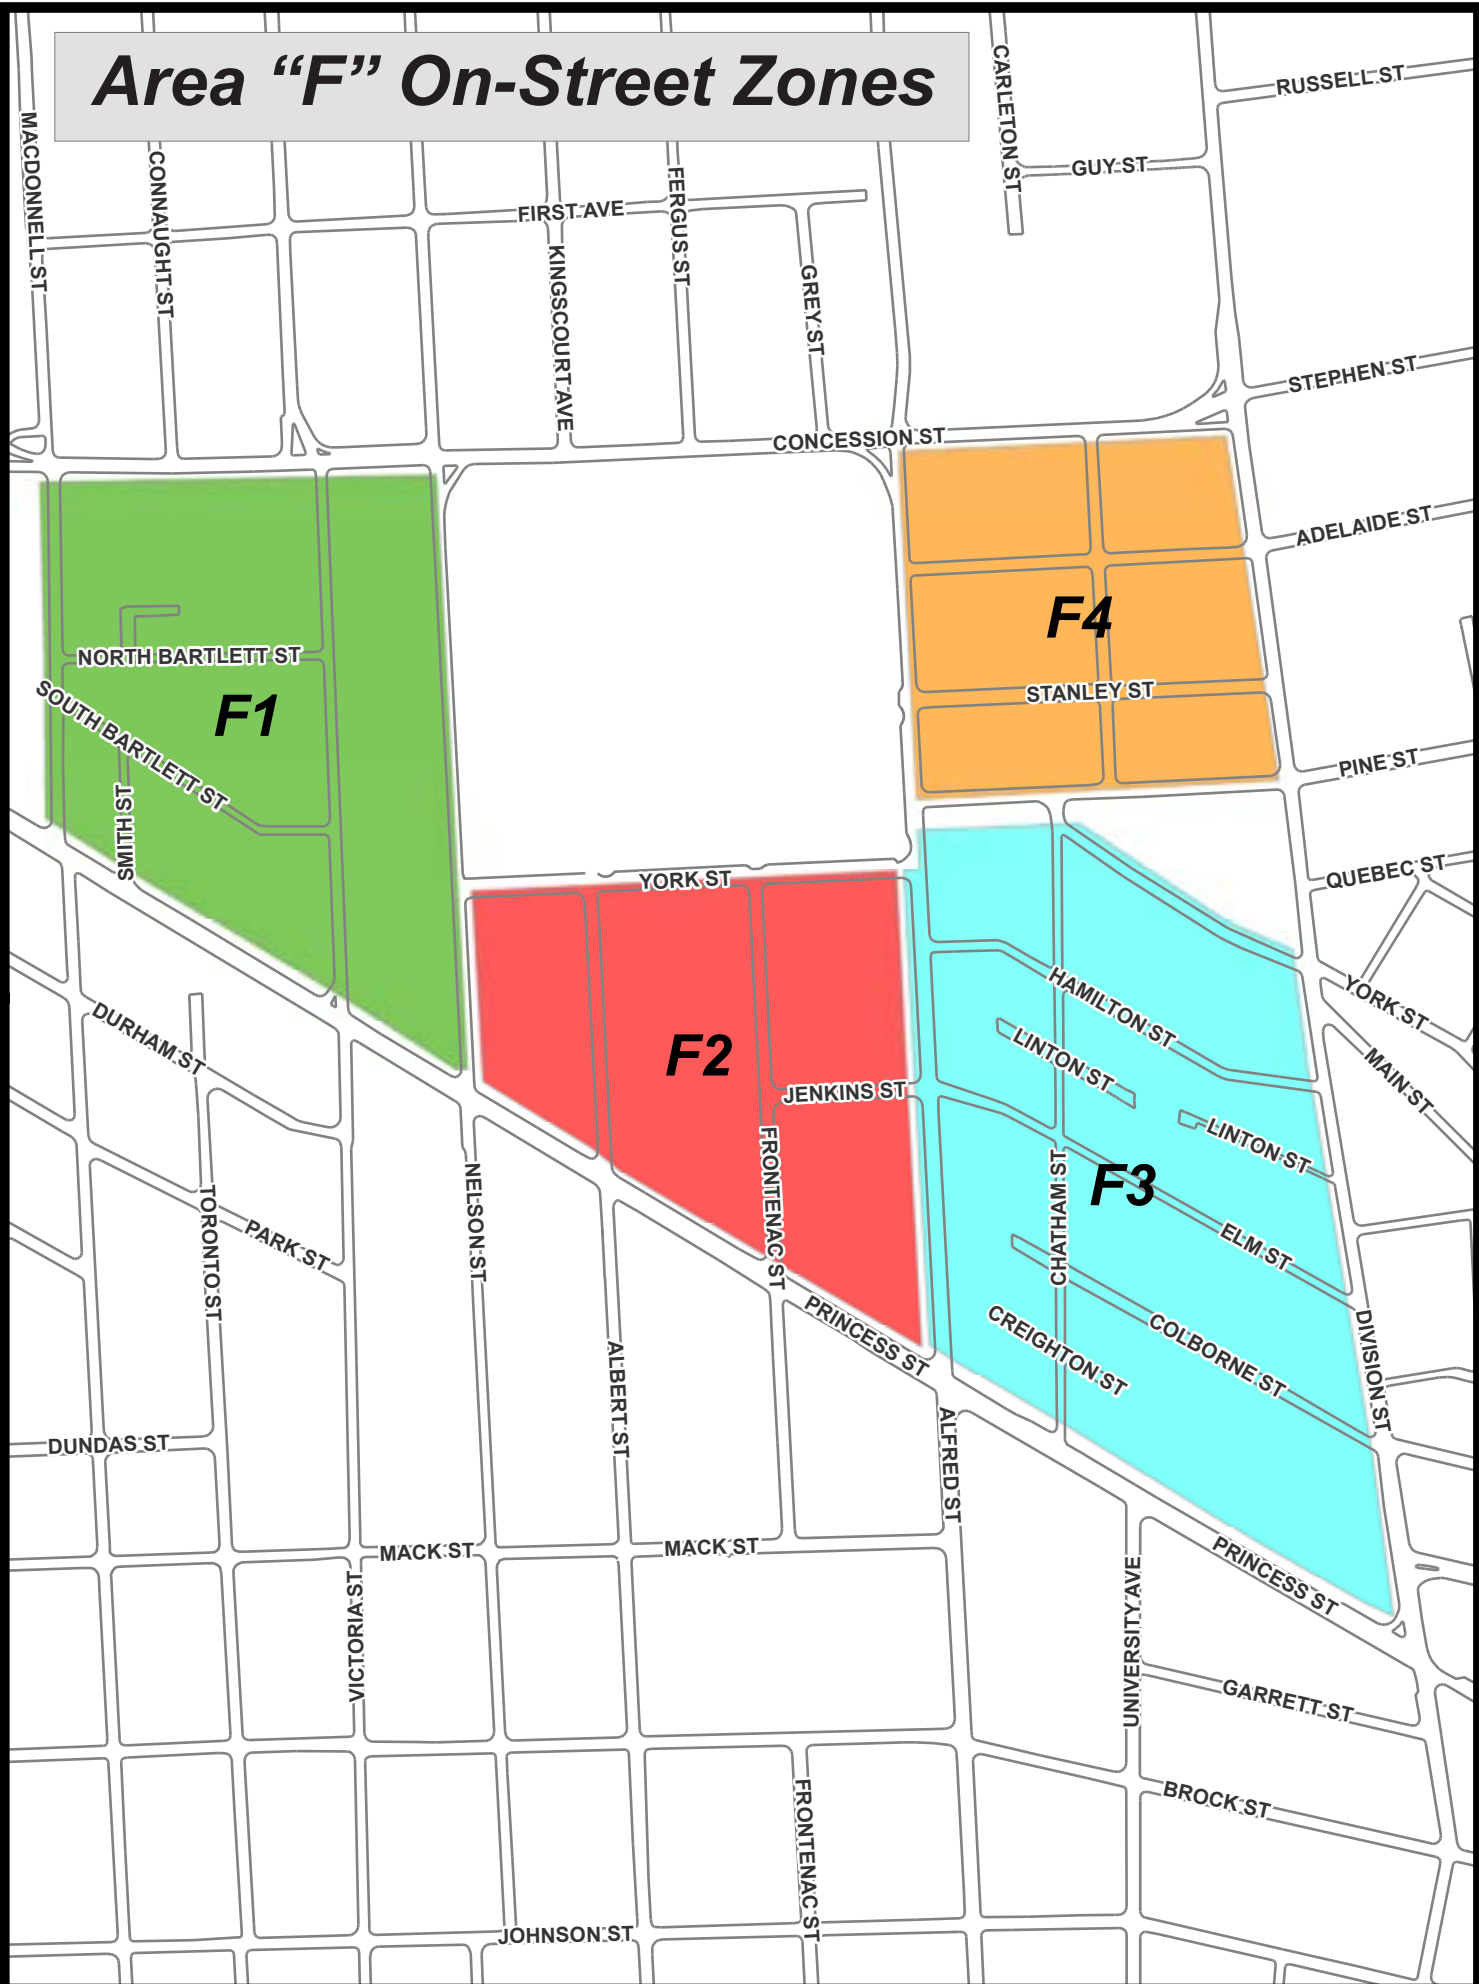 Area “F” On-Street Zones
CARLETON ST
RUSSELL ST
MACDONNELL ST
CONNAUGHT ST
GUY ST
FERGUS ST
FIRST AVE
KINGSCOURT AVE
GREY ST
STEPHEN ST
CONCESSION ST
ADELAIDE ST
F4
NORTH BARTLETT ST
SOUTH BARTLETT ST
F1
STANLEY ST
PINE ST
SMITH ST
YORK ST
QUEBEC ST
HAMILTON ST
YORK ST
DURHAM ST
F2
LINTON ST
MAIN ST
JENKINS ST
LINTON ST
FRONTENAC ST
CHATHAM ST
F3
NELSON ST
TORONTO ST
PARK ST
ELM ST
PRINCESS ST
CREIGHTON ST
COLBORNE ST
DIVISION ST
ALBERT ST
ALFRED ST
DUNDAS ST
MACK ST
MACK ST
PRINCESS ST
VICTORIA ST
UNIVERSITY AVE
GARRETT ST
BROCK ST
FRONTENAC ST
JOHNSON ST